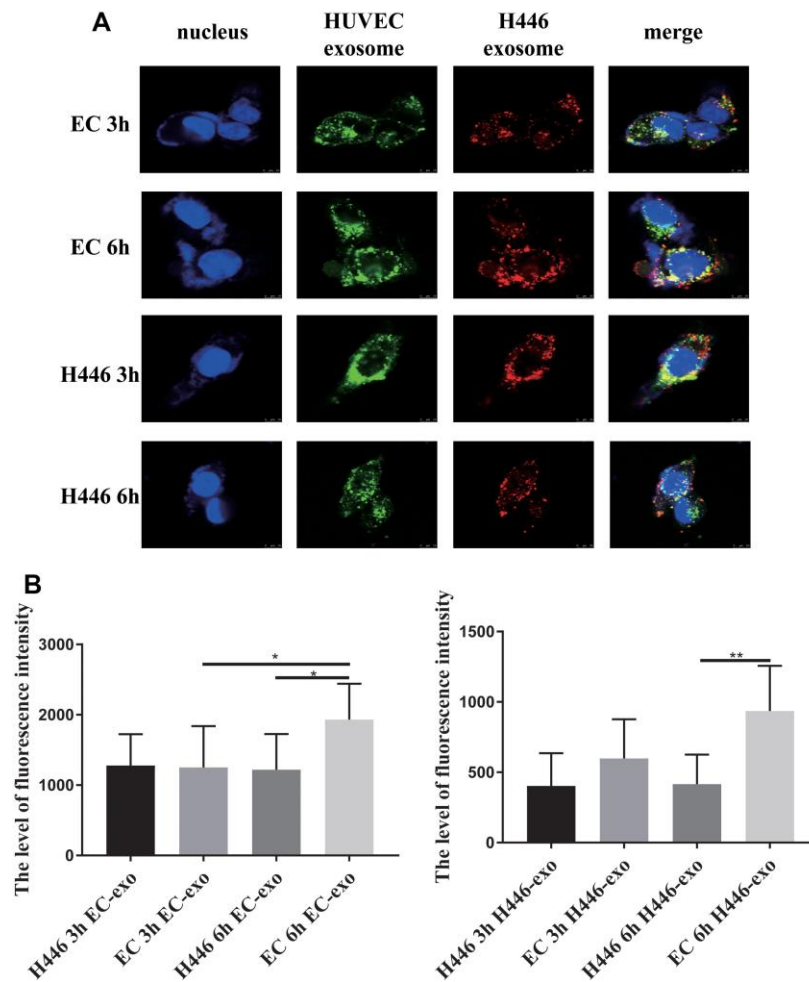 A
nucleus
HUVEC
exosome
H446
exosome
merge
EC 3h
EC 6h
H446 3h
H446 6h
B
The level of fluorescence intensity
3000
2000
1000
0
*
*
H446 3h EC-exo
EC 3h EC-exo
H446 6h EC-exo
EC 6h EC-exo
The level of fluorescence intensity
1500
1000
500
0
**
H446 3h H446-exo
EC 3h H446-exo
H446 6h H446-exo
EC 6h H446-exo